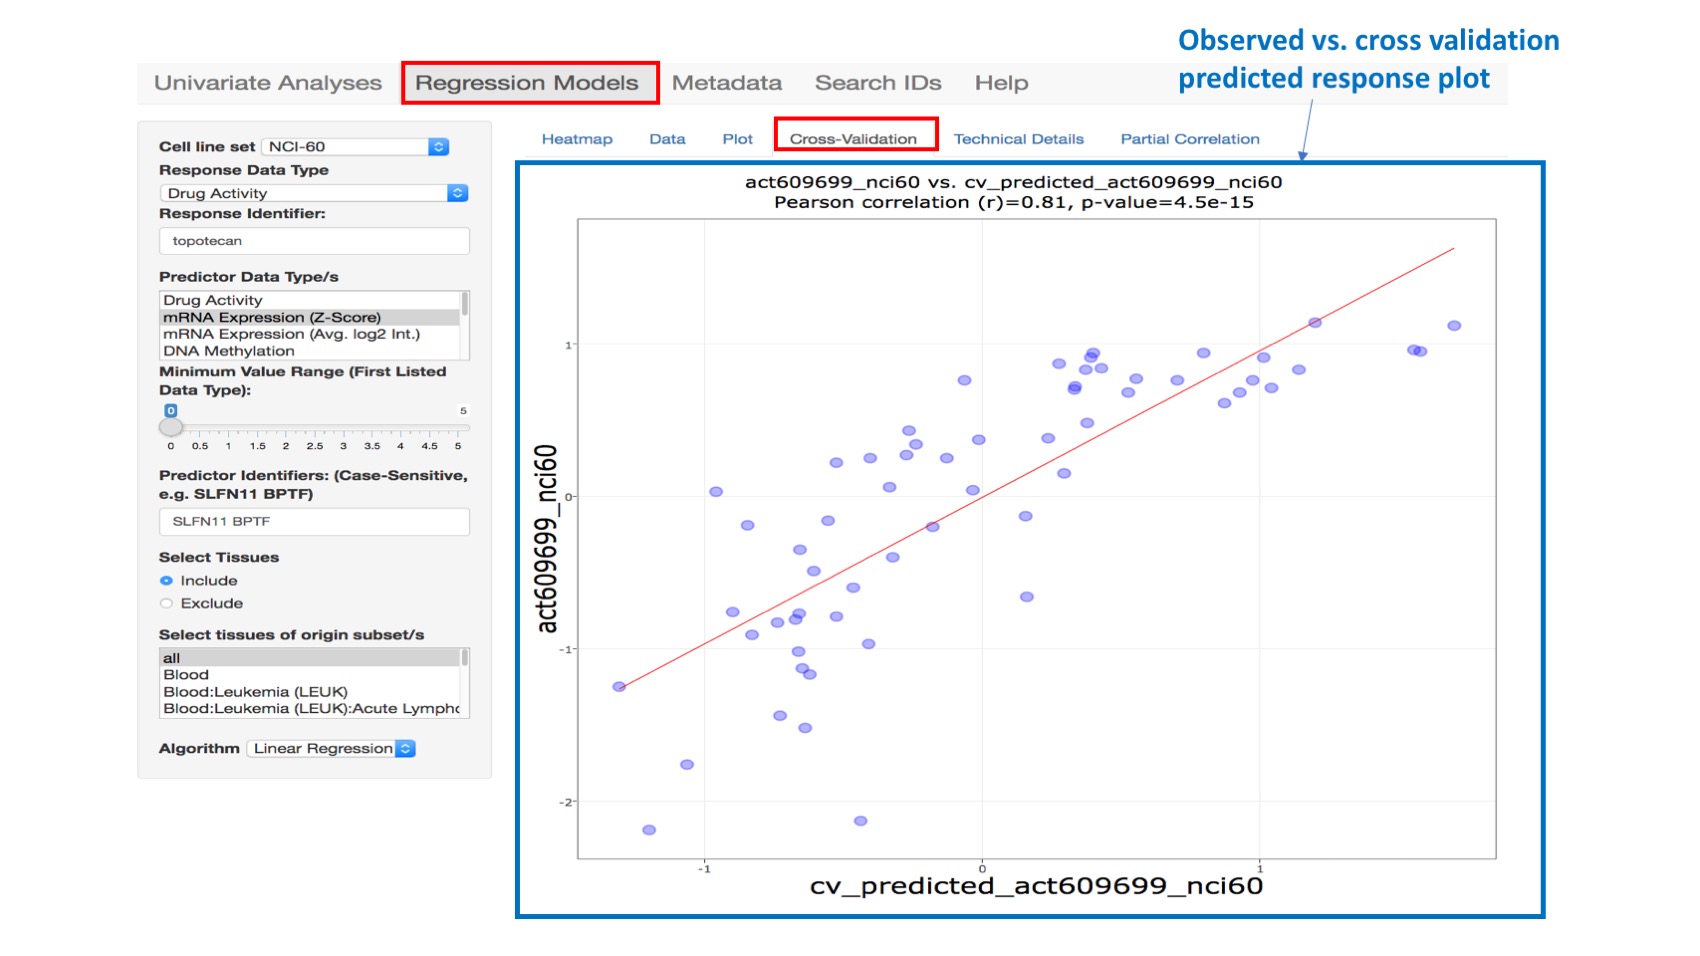 Observed vs. cross validation
predicted response plot
Univariate Analyses Regression Models Metadata Search IDs Help
Cell line set NCI-60
Response Data Type
Drug Activity
Response Identifier:
topotecan
Predictor Data Type/s
Drug Activity
mRNA Expression (Z-Score)
mRNA Expression (Avg. log2 Int.)
DNA Methylation
Minimum Value Range (First Listed
Data Type):
0 5
0 0.5 1 1.5 2 2.5 3 3.5 4 4.5 5
Predictor Identifiers: (Case-Sensitive,
e.g. SLFN11 BPTF)
SLFN11 BPTF
Select Tissues
Include
Exclude
Select tissues of origin subset/s
all
Blood
Blood:Leukemia (LEUK)
Blood:Leukemia (LEUK):Acute Lympho
Algorithm Linear Regression
Heatmap Data Plot Cross-Validation Technical Details Partial Correlation
act609699_nci60 vs. cv_predicted_act609699_nci60
Pearson correlation (r)=0.81, p-value=4.5e-15
act609699_nci60
1
0
-1
-2
-1 0 1
cv_predicted_act609699_nci60